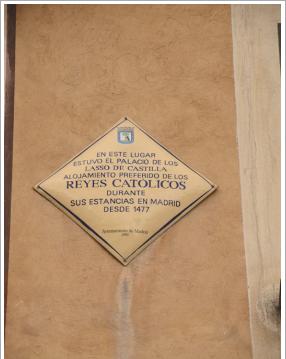 EN ESTE LUGAR
ESTUVO EL PALACIO DE LOS
LASSO DE CASTILLA
ALOJAMIENTO PREFERIDO DE LOS
REYES CATOLICOS
DURANTE
SUS ESTANCIAS EN MADRID
DESDE 1477
Ayuntamiento de Madrid